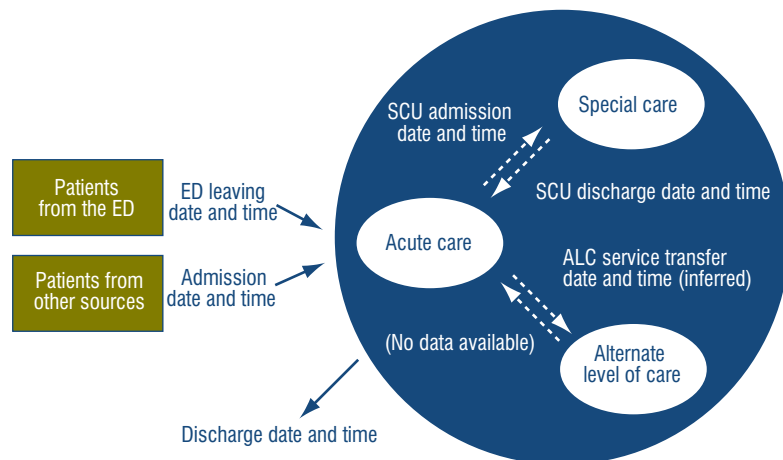 Special care
SCU admission
date and time
Patients
from the ED
ED leaving
date and time
SCU discharge date and time
Acute care
Patients from
other sources
Admission
date and time
ALC service transfer
date and time (inferred)
(No data available)
Alternate
level of care
Discharge date and time